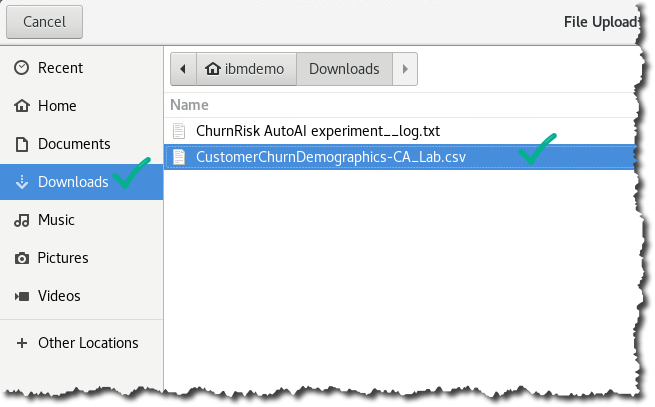 Cancel
File Upload
Recent
Home
Documents
Downloads
Music
Pictures
Videos
Other Locations
ibmdemo
Downloads
Name
ChurnRisk AutoAI experiment__log.txt
CustomerChurnDemographics-CA_Lab.csv